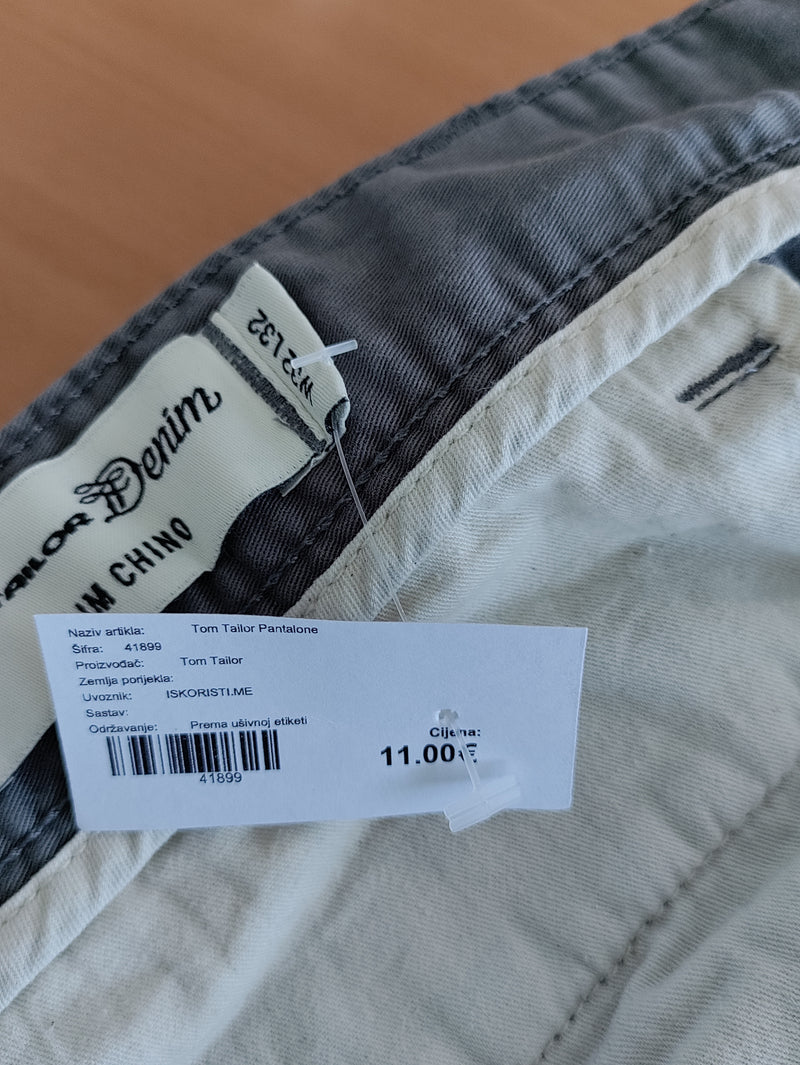 W32 L32
TAILOR Denim
IM CHINO
Naziv artikla: Tom Tailor Pantalone
Šifra: 41899
Proizvođač: Tom Tailor
Zemlja porijekla:
Uvoznik: ISKORISTI.ME
Sastav:
Održavanje: Prema ušivnoj etiketi
41899
Cijena:
11.00€